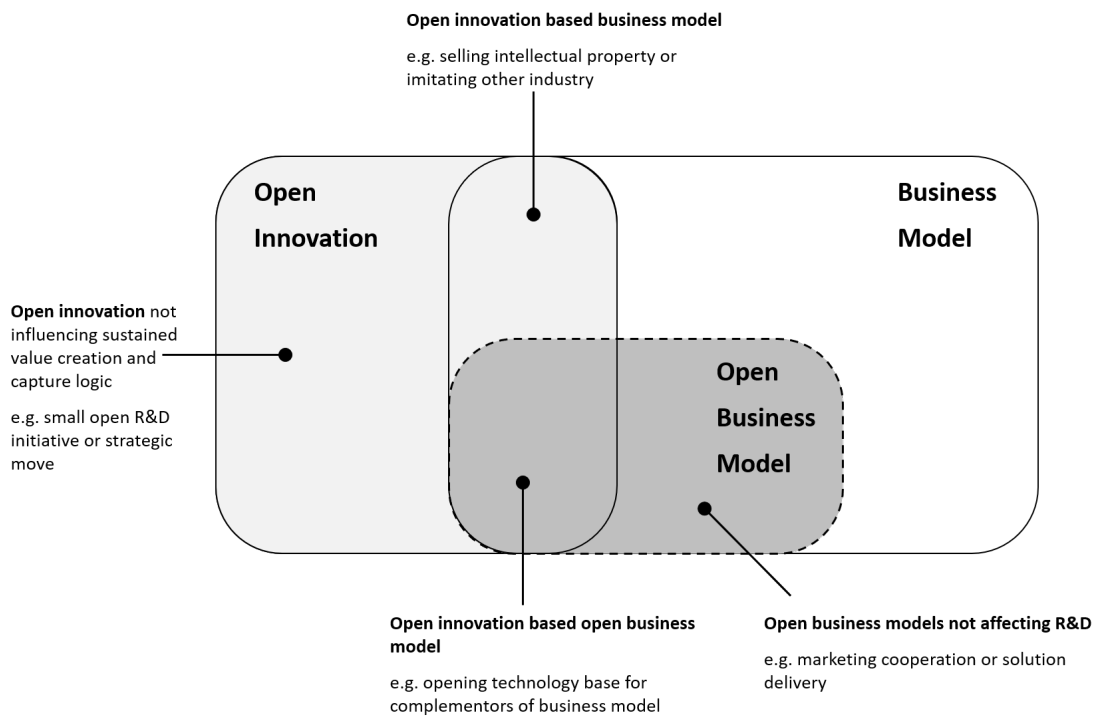 Open innovation based business model
e.g. selling intellectual property or
imitating other industry
Open
Innovation
Business
Model
Open innovation not
influencing sustained
value creation and
capture logic
e.g. small open R&D
initiative or strategic
move
Open
Business
Model
Open innovation based open business
model
e.g. opening technology base for
complementors of business model
Open business models not affecting R&D
e.g. marketing cooperation or solution
delivery